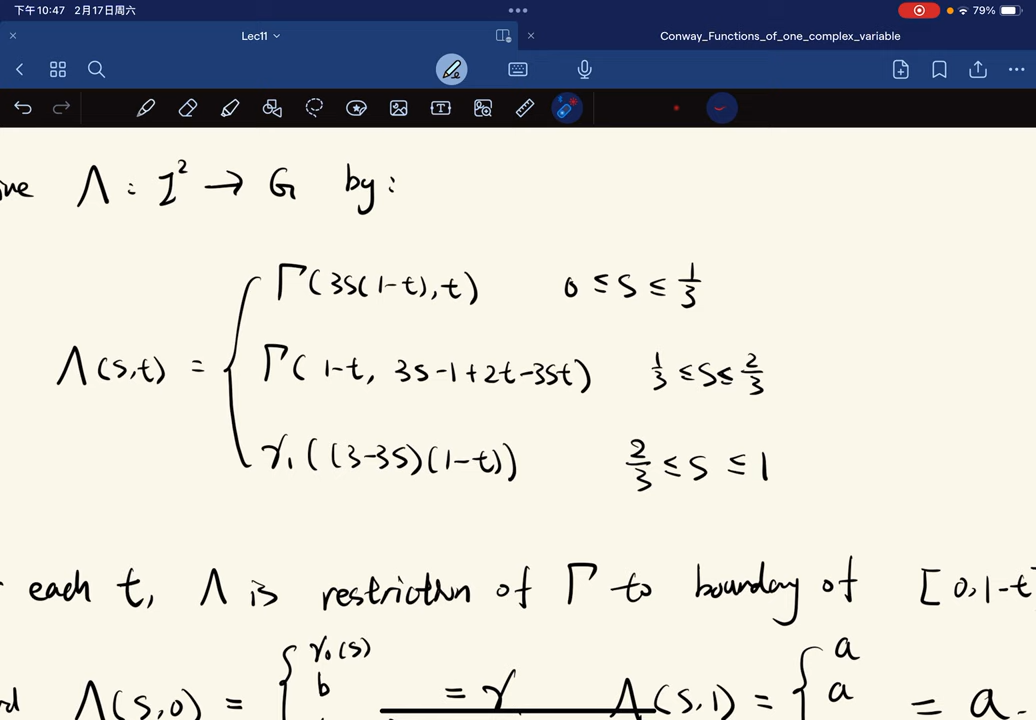 下午10:47 2月17日周六
79%
Lec11
Conway_Functions_of_one_complex_variable
Λ : I² → G by:
Γ(3s(1-t), t) 0 ≤ s ≤ 1/3
Λ(s,t) = { Γ(1-t, 3s-1+2t-3st) 1/3 ≤ s ≤ 2/3
γ₁((3-3s)(1-t)) 2/3 ≤ s ≤ 1
each t, Λ is restriction of Γ to boundary of [0,1-t]
Λ(s,0) = { γ₀(s) b = γ Λ(s,1) = { a a = a.